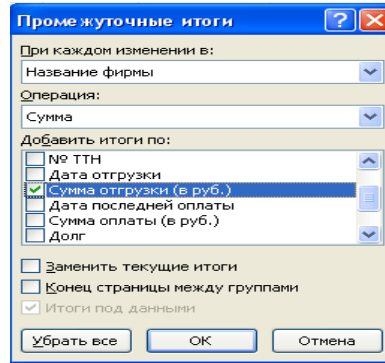 Промежуточные итоги
При каждом изменении в:
Название фирмы
Операция:
Сумма
Добавить итоги по:
№ ТТН
Дата отгрузки
Сумма отгрузки (в руб.)
Дата последней оплаты
Сумма оплаты (в руб.)
Долг
Заменить текущие итоги
Конец страницы между группами
Итоги под данными
Убрать все ОК Отмена